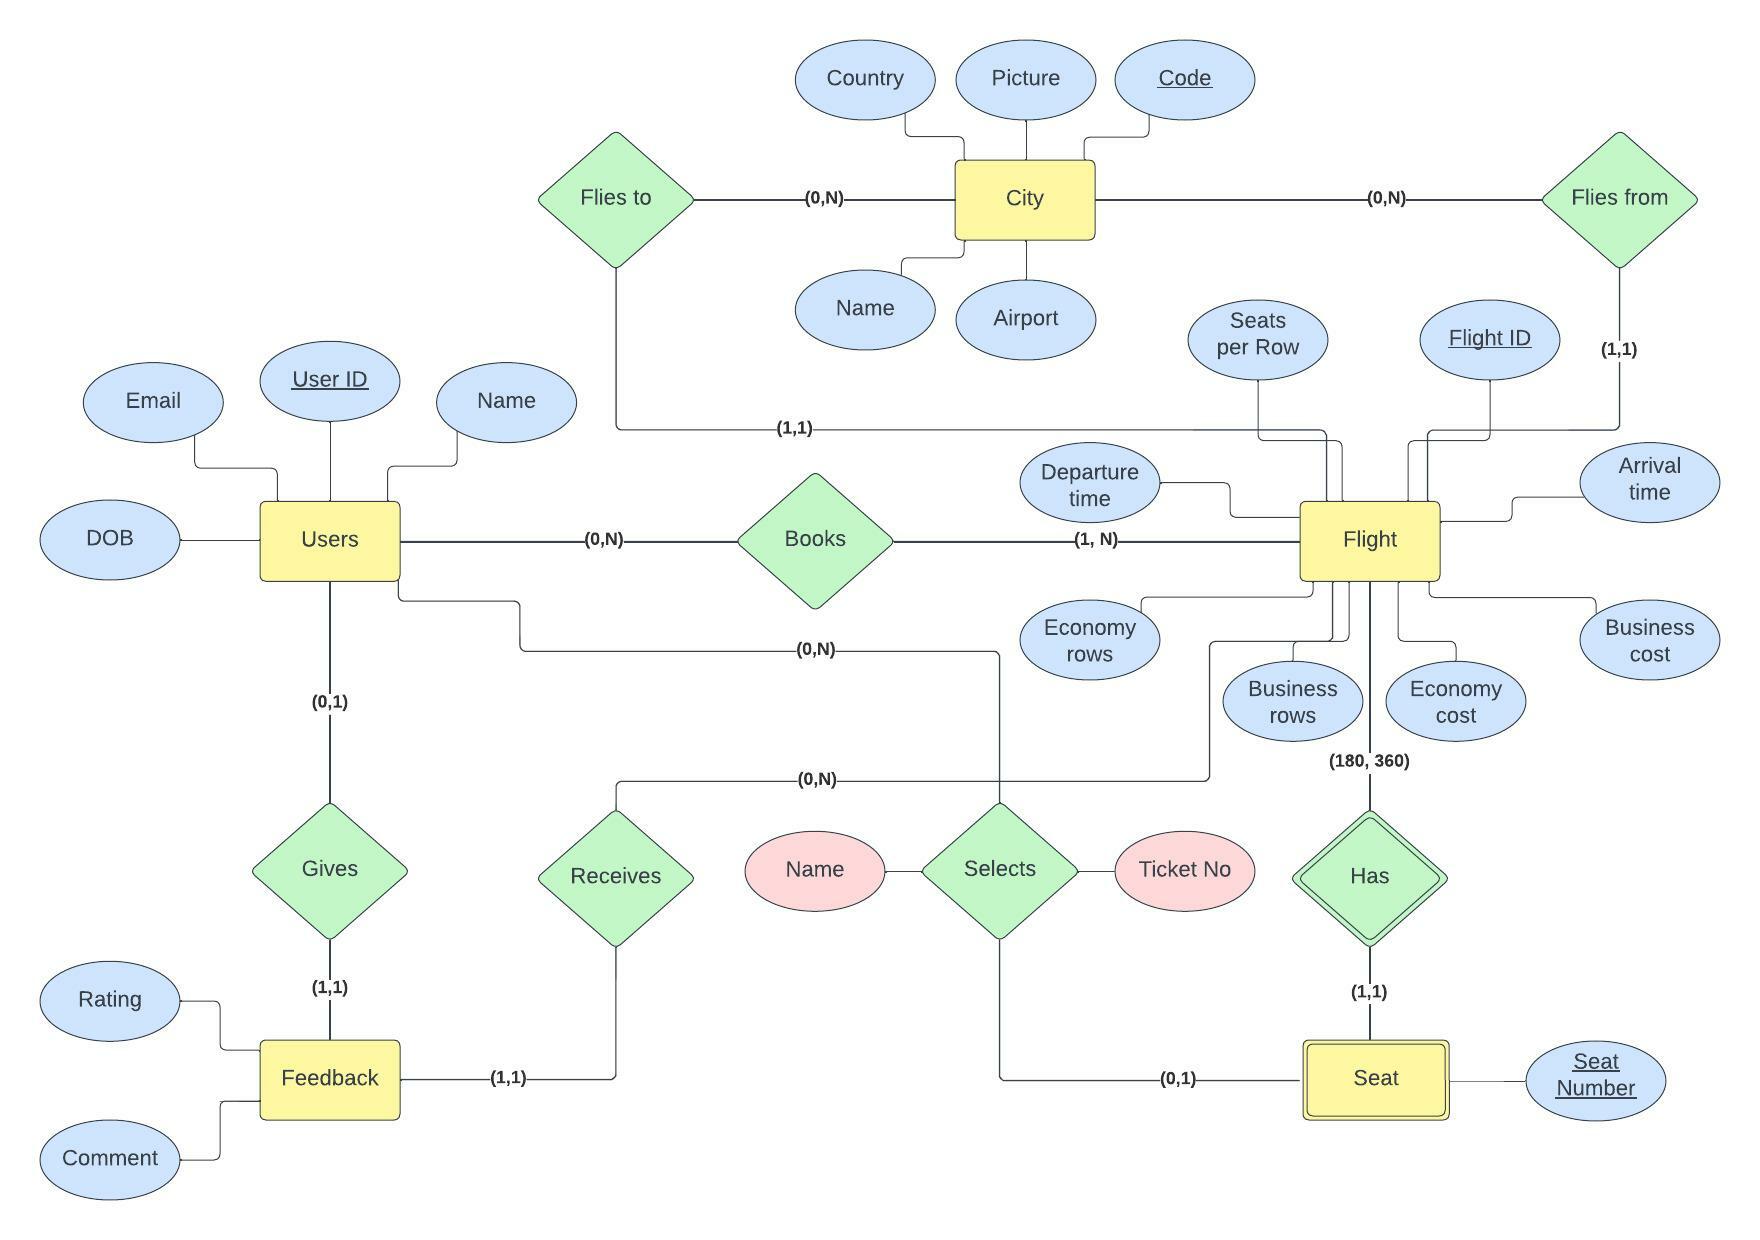 Country
Picture
Code
Flies to
(0,N)
City
(0,N)
Flies from
Name
Airport
Seats
per Row
Flight ID
(1,1)
Email
User ID
Name
(1,1)
Departure
time
Arrival
time
DOB
Users
(0,N)
Books
(1, N)
Flight
Economy
rows
Business
cost
(0,N)
Business
rows
Economy
cost
(0,1)
(180, 360)
(0,N)
Gives
Receives
Name
Selects
Ticket No
Has
Rating
(1,1)
(1,1)
Feedback
(1,1)
(0,1)
Seat
Seat
Number
Comment